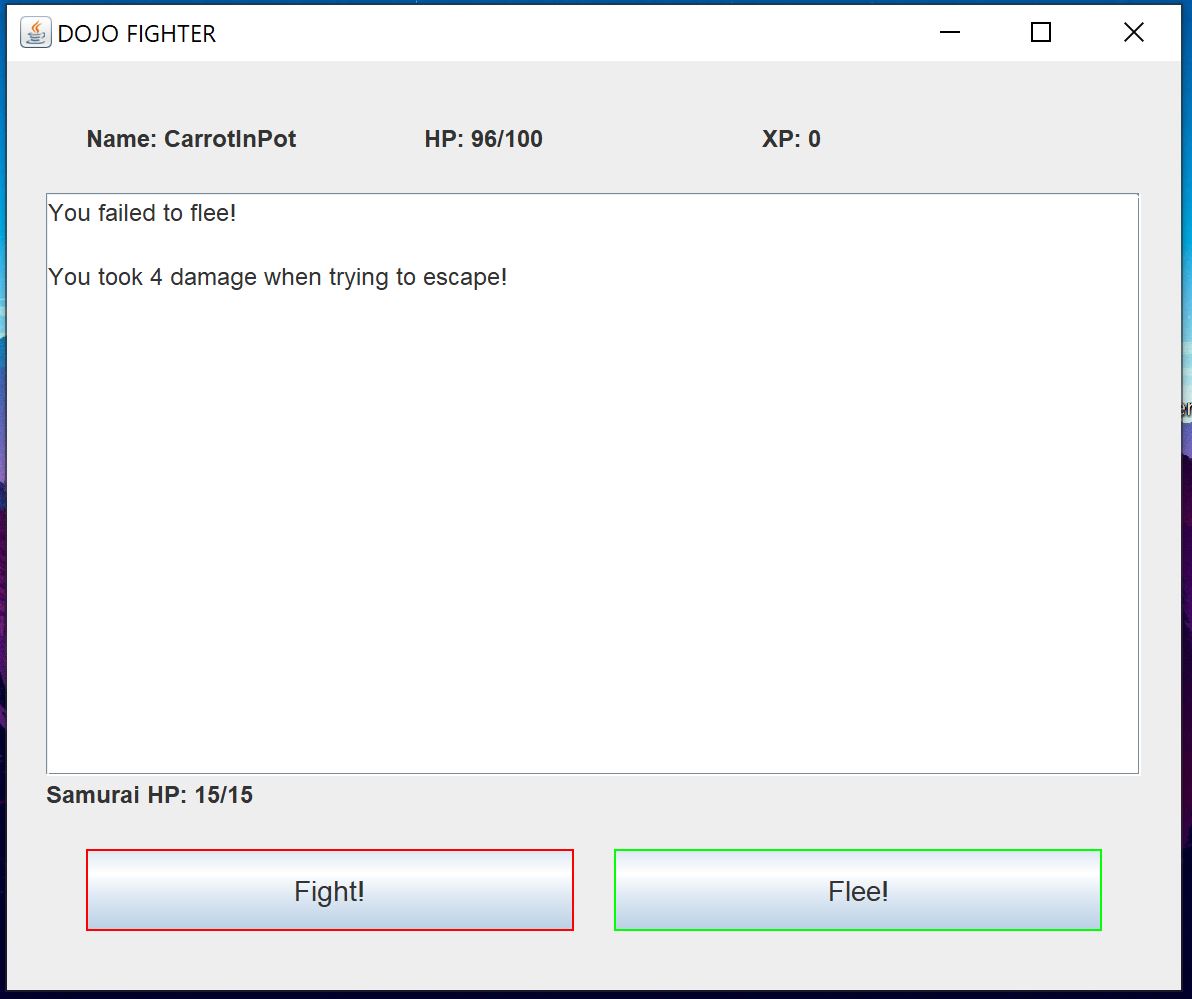 DOJO FIGHTER
Name: CarrotInPot HP: 96/100 XP: 0
You failed to flee!
You took 4 damage when trying to escape!
Samurai HP: 15/15
Fight! Flee!